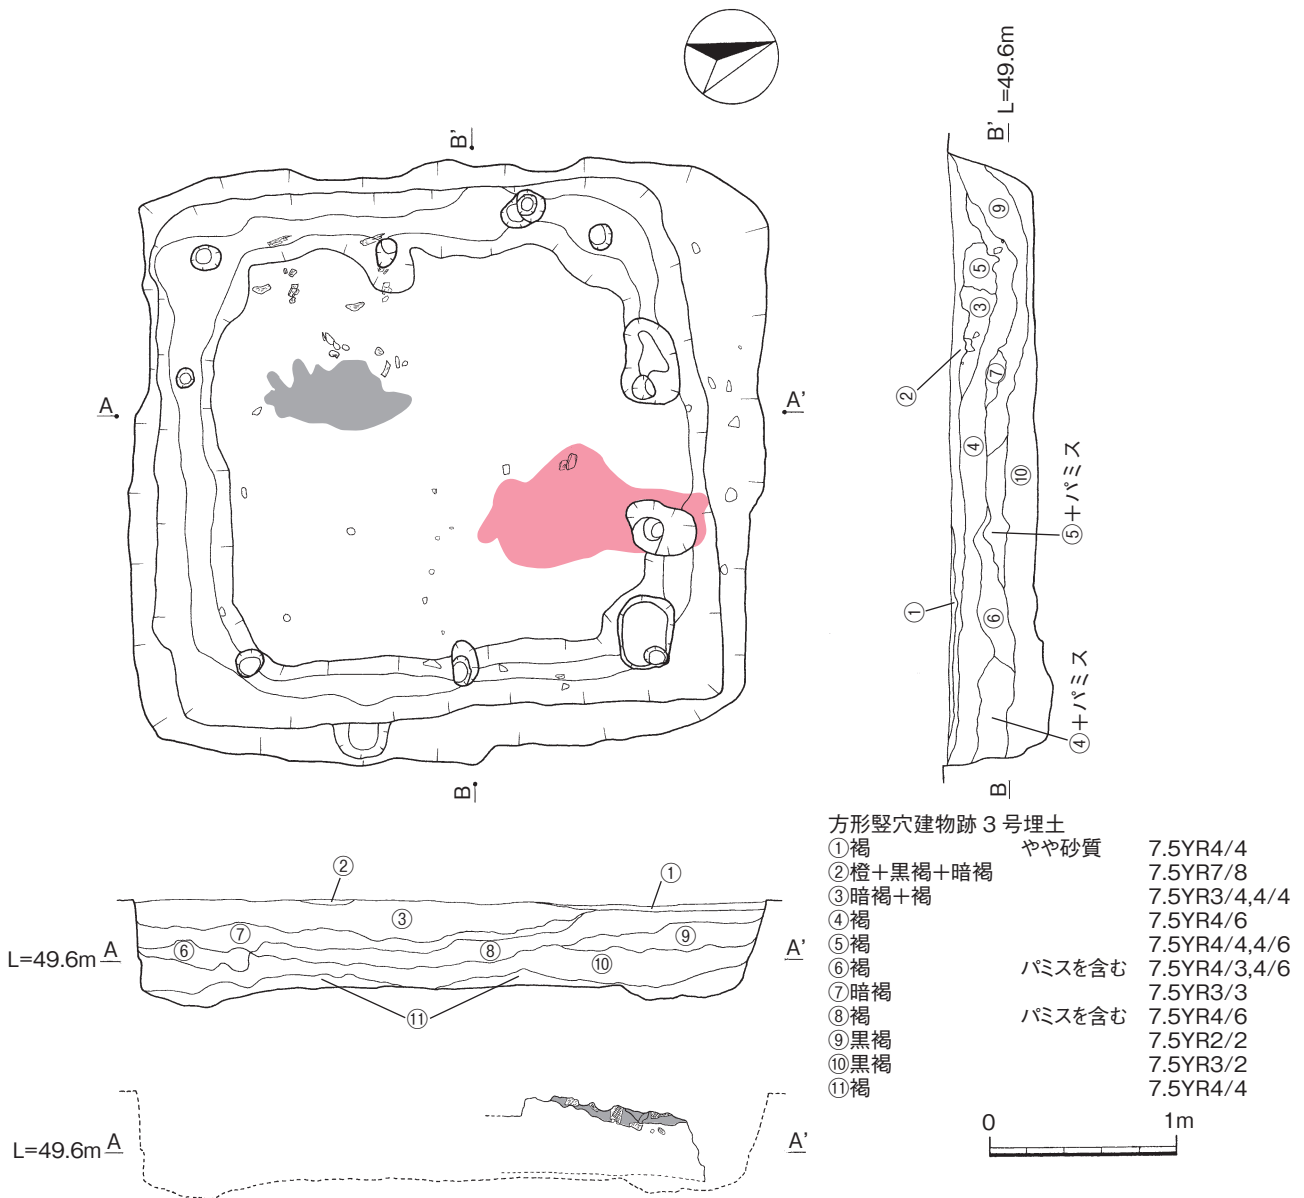 B'
A
A'
B
B' L=49.6m
⑨
⑤
③
②
⑦
④
⑩
⑤＋パミス
①
⑥
④＋パミス
B
②
①
③
⑦
⑥
⑧
⑨
⑩
L=49.6m A
A'
⑪
L=49.6m A
A'
方形竪穴建物跡 3 号埋土
①褐 やや砂質 7.5YR4/4
②橙＋黒褐＋暗褐 7.5YR7/8
③暗褐＋褐 7.5YR3/4,4/4
④褐 7.5YR4/6
⑤褐 7.5YR4/4,4/6
⑥褐 パミスを含む 7.5YR4/3,4/6
⑦暗褐 7.5YR3/3
⑧褐 パミスを含む 7.5YR4/6
⑨黒褐 7.5YR2/2
⑩黒褐 7.5YR3/2
⑪褐 7.5YR4/4
0 1m